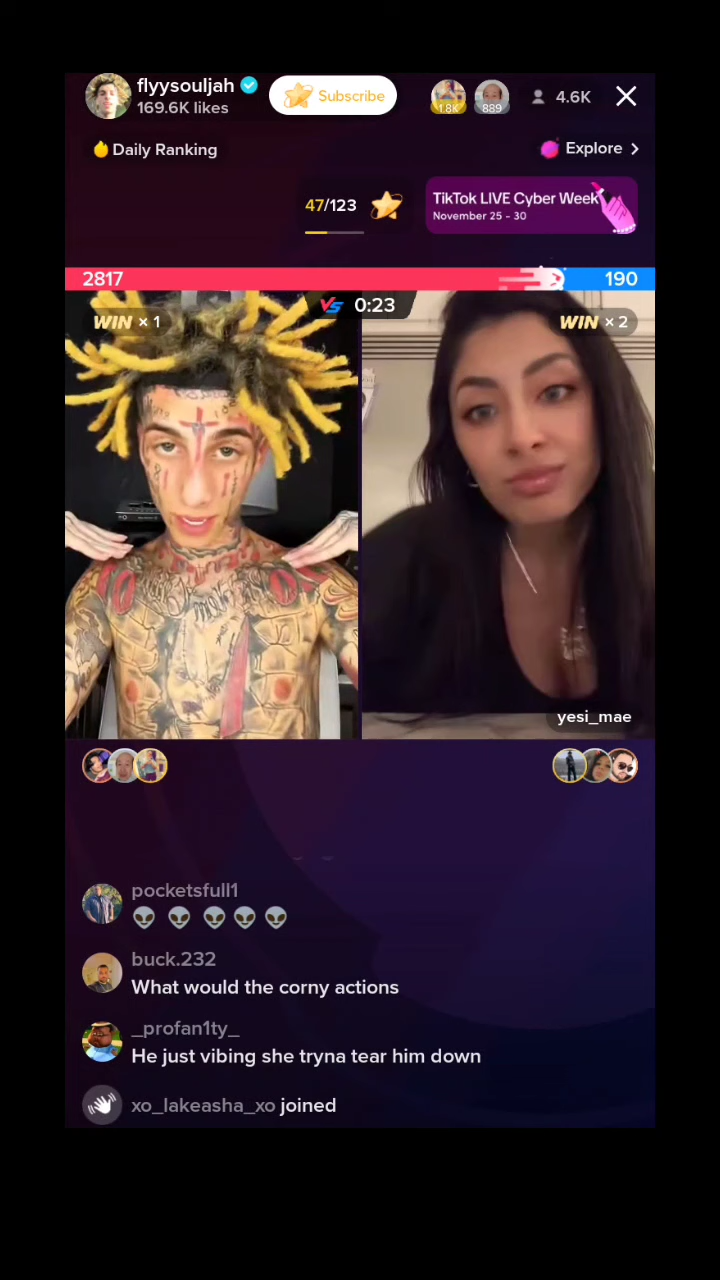 flyysouljah
169.6K likes
Subscribe
1.8K
889
4.6K
Daily Ranking
Explore
47/123
TikTok LIVE Cyber Week
November 25 - 30
2817
190
VS 0:23
WIN × 1
WIN × 2
yesi_mae
pocketsfull1
buck.232
What would the corny actions
_profan1ty_
He just vibing she tryna tear him down
xo_lakeasha_xo joined